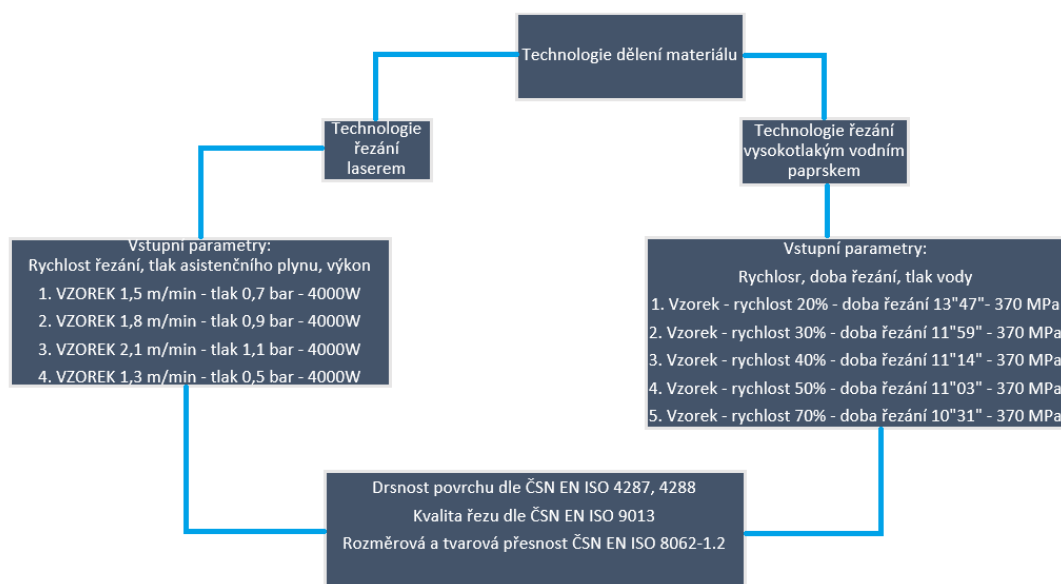 Technologie dělení materiálu
Technologie
řezání
laserem
Technologie řezání
vysokotlakým vodním
paprskem
Vstupní parametry:
Rychlost řezání, tlak asistenčního plynu, výkon
1. VZOREK 1,5 m/min - tlak 0,7 bar - 4000W
2. VZOREK 1,8 m/min - tlak 0,9 bar - 4000W
3. VZOREK 2,1 m/min - tlak 1,1 bar - 4000W
4. VZOREK 1,3 m/min - tlak 0,5 bar - 4000W
Vstupní parametry:
Rychlosr, doba řezání, tlak vody
1. Vzorek - rychlost 20% - doba řezání 13"47"- 370 MPa
2. Vzorek - rychlost 30% - doba řezání 11"59" - 370 MPa
3. Vzorek - rychlost 40% - doba řezání 11"14" - 370 MPa
4. Vzorek - rychlost 50% - doba řezání 11"03" - 370 MPa
5. Vzorek - rychlost 70% - doba řezání 10"31" - 370 MPa
Drsnost povrchu dle ČSN EN ISO 4287, 4288
Kvalita řezu dle ČSN EN ISO 9013
Rozměrová a tvarová přesnost ČSN EN ISO 8062-1.2